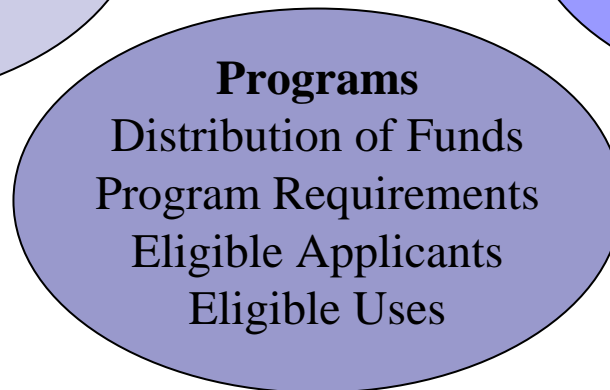 Programs
Distribution of Funds
Program Requirements
Eligible Applicants
Eligible Uses